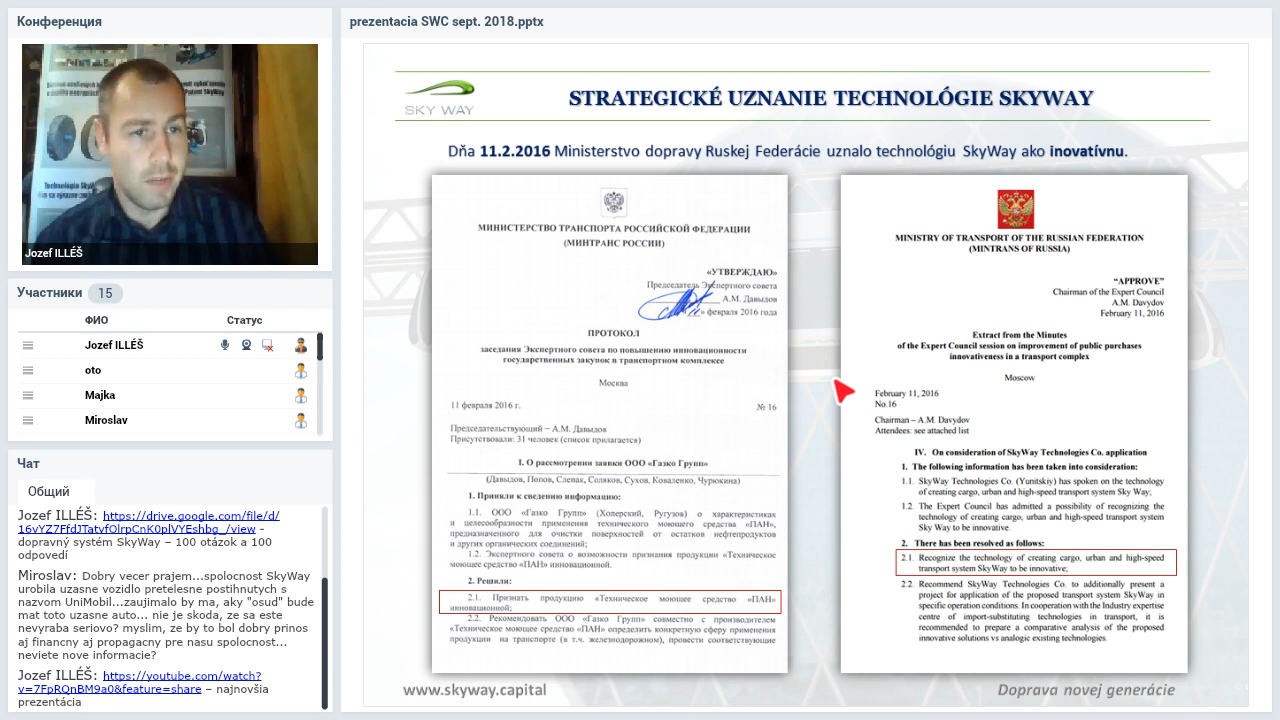 Конференция
Jozef ILLÉŠ
Участники 15
ФИО Статус
Jozef ILLÉŠ
oto
Majka
Miroslav
Чат
Общий
Jozef ILLÉŠ: https://drive.google.com/file/d/
16vYZ7FfdJTatvfOlrpCnK0plVYEshbg_/view -
dopravný systém SkyWay – 100 otázok a 100
odpovedí
Miroslav: Dobry vecer prajem...spolocnost SkyWay
urobila uzasne vozidlo pretelesne postihnutych s
nazvom UniMobil...zaujimalo by ma, aky "osud" bude
mat toto uzasne auto... nie je skoda, ze sa este
nevyraba seriovo? myslim, ze by to bol dobry prinos
aj financny aj propagacny pre nasu spolocnost...
neviete nove informacie?
Jozef ILLÉŠ: https://youtube.com/watch?
v=7FpRQnBM9a0&feature=share – najnovšia
prezentácia
prezentacia SWC sept. 2018.pptx
SKY WAY
STRATEGICKÉ UZNANIE TECHNOLÓGIE SKYWAY
Dňa 11.2.2016 Ministerstvo dopravy Ruskej Federácie uznalo technológiu SkyWay ako inovatívnu.
МИНИСТЕРСТВО ТРАНСПОРТА РОССИЙСКОЙ ФЕДЕРАЦИИ
(МИНТРАНС РОССИИ)
«УТВЕРЖДАЮ»
Председатель Экспертного совета
А.М. Давыдов
» февраля 2016 года
ПРОТОКОЛ
заседания Экспертного совета по повышению инновационности
государственных закупок в транспортном комплексе
Москва
11 февраля 2016 г. № 16
Председательствующий – А.М. Давыдов
Присутствовали: 31 человек (список прилагается)
1. О рассмотрении заявки ООО «Газко Групп»
(Давыдов, Попов, Слепак, Соляков, Сухов, Коваленко, Чурюкина)
1. Приняли к сведению информацию:
1.1. ООО «Газко Групп» (Хоперский, Ругузов) о характеристиках
и целесообразности применения технического моющего средства «ПАН»,
предназначенного для очистки поверхностей от остатков нефтепродуктов
и других органических соединений;
1.2. Экспертного совета о возможности признания продукции «Техническое
моющее средство «ПАН» инновационной.
2. Решили:
2.1. Признать продукцию «Техническое моющее средство «ПАН»
инновационной;
2.2. Рекомендовать ООО «Газко Групп» совместно с производителем
«Техническое моющее средство «ПАН» определить конкретную сферу применения
продукции на транспорте (в т.ч. железнодорожном), провести соответствующие
MINISTRY OF TRANSPORT OF THE RUSSIAN FEDERATION
(MINTRANS OF RUSSIA)
“APPROVE”
Chairman of the Expert Council
A.M. Davydov
February 11, 2016
Extract from the Minutes
of the Expert Council session on improvement of public purchases
innovativeness in a transport complex
Moscow
February 11, 2016
No.16
Chairman – A.M. Davydov
Attendees: see attached list
IV. On consideration of SkyWay Technologies Co. application
1. The following information has been taken into consideration:
1.1. SkyWay Technologies Co. (Yunitskiy) has spoken on the technology
of creating cargo, urban and high-speed transport system Sky Way;
1.2. The Expert Council has admitted a possibility of recognizing the
technology of creating cargo, urban and high-speed transport system
Sky Way to be innovative.
2. There has been resolved as follows:
2.1. Recognize the technology of creating cargo, urban and high-speed
transport system SkyWay to be innovative;
2.2. Recommend SkyWay Technologies Co. to additionally present a
project of application of the proposed transport system SkyWay in
specific operation conditions. In cooperation with the Industry expertise
centre of import-substituting technologies in transport, it is
recommended to prepare a comparative analysis of the proposed
innovative solutions vs analogic existing technologies.
www.skyway.capital
Doprava novej generácie